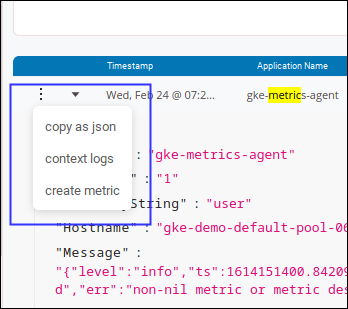 Timestamp Application Name
Wed, Feb 24 @ 07:2... gke-metrics-agent
copy as json
context logs
create metric
" : "gke-metrics-agent"
" : "1"
yString" : "user"
"Hostname" : "gke-demo-default-pool-06
"Message" :
"{"level":"info","ts":1614151400.84209
d","err":"non-nil metric or metric des